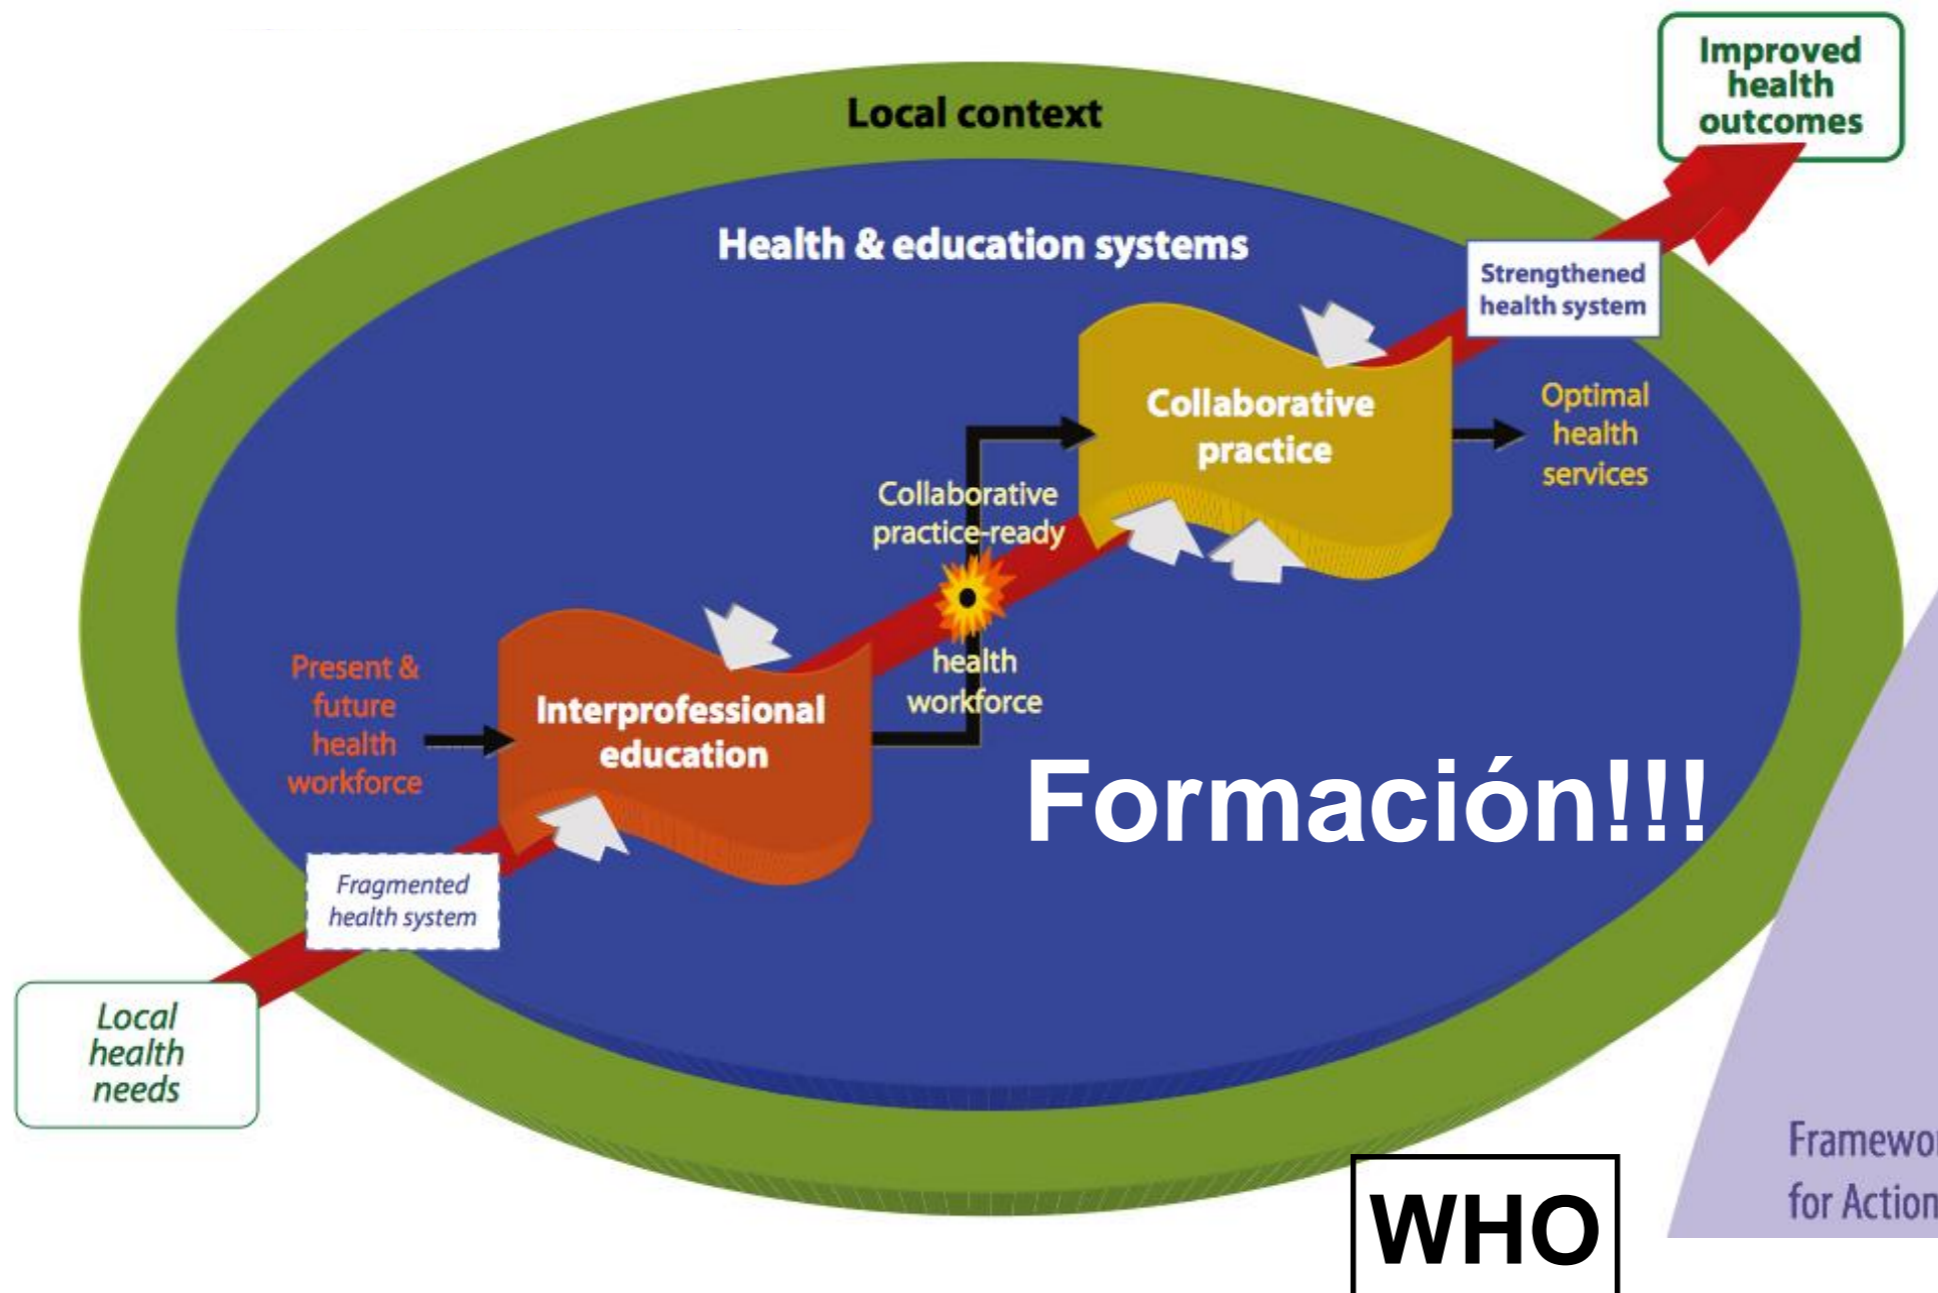 Improved
health
outcomes
Local context
Health & education systems
Strengthened
health system
Collaborative
practice
Optimal
health
services
Collaborative
practice-ready
health
workforce
Present &
future
health
workforce
Interprofessional
education
Formación!!!
Fragmented
health system
Local
health
needs
for Action
WHO